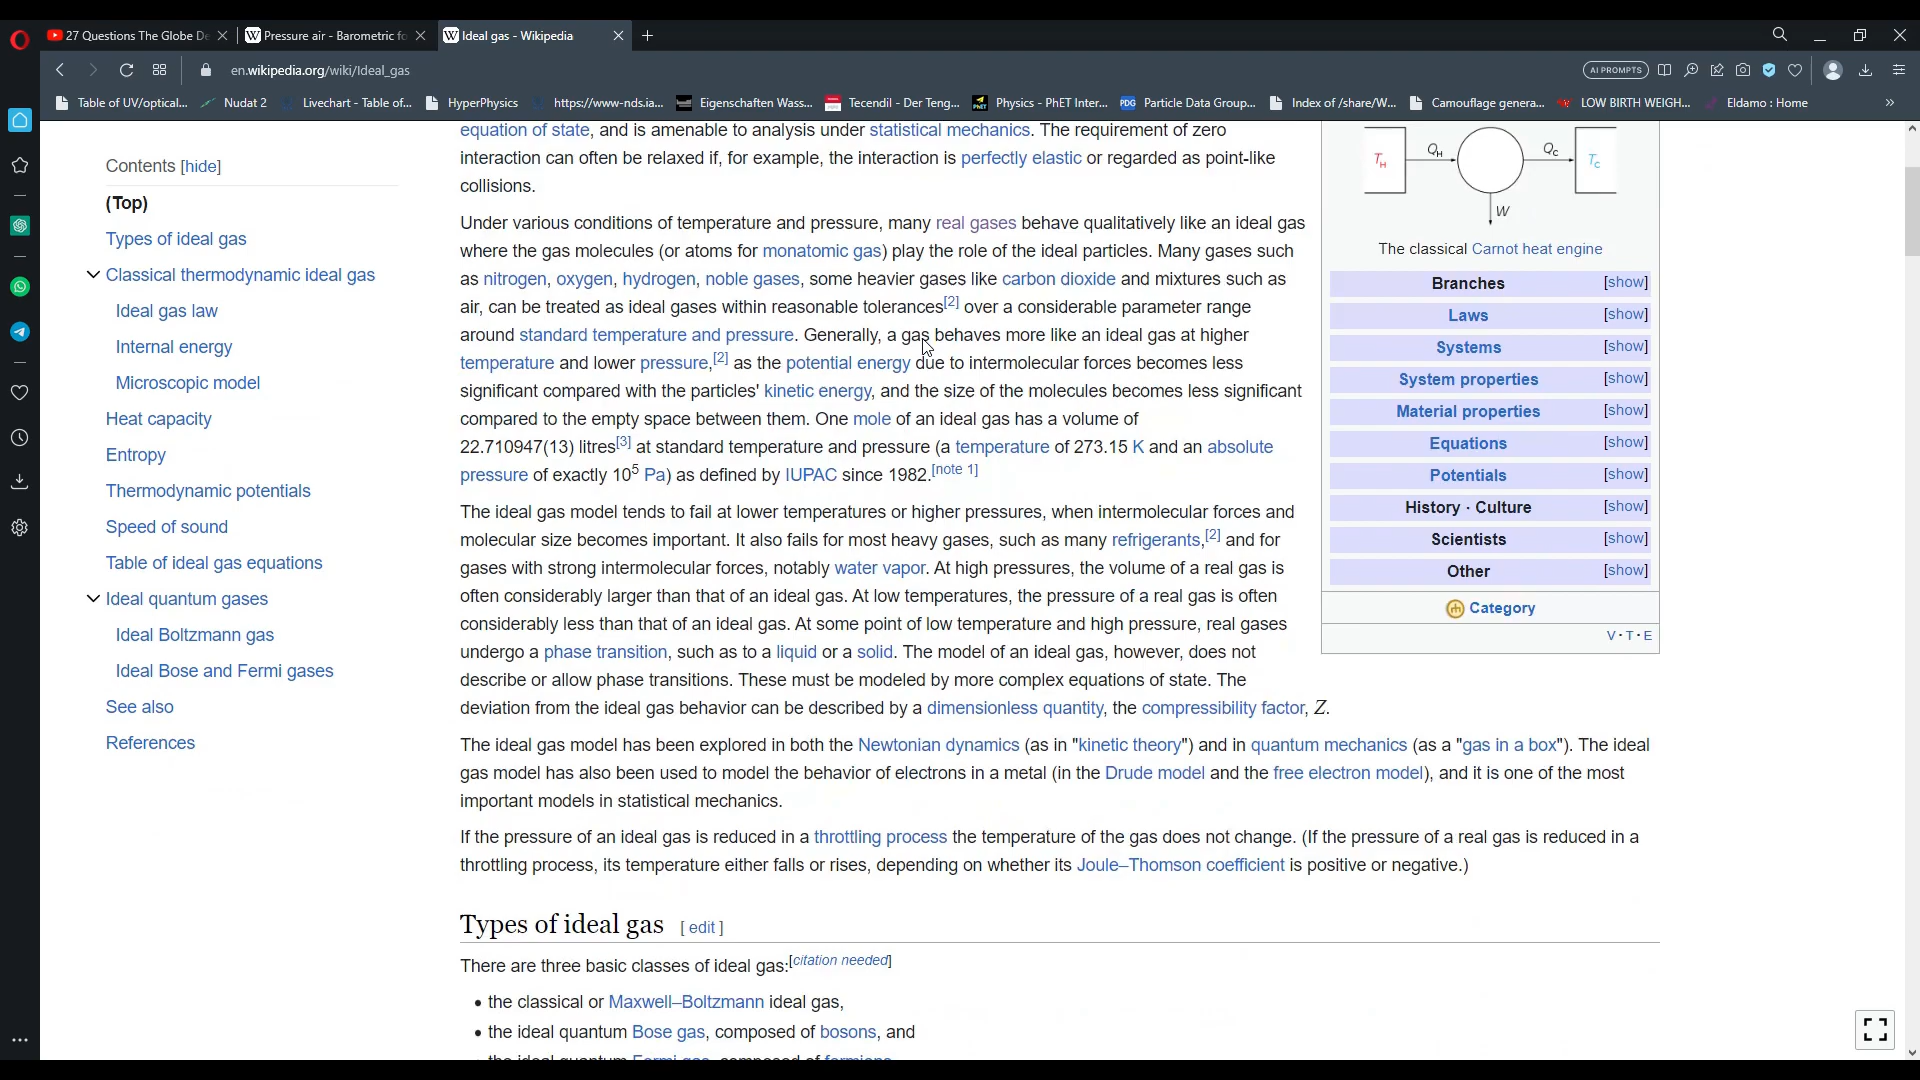 27 Questions The Globe De
Pressure air - Barometric fo
Ideal gas - Wikipedia
en.wikipedia.org/wiki/Ideal_gas
AI PROMPTS
Table of UV/optical...
Nudat 2
Livechart - Table of...
HyperPhysics
https://www-nds.ia...
Eigenschaften Wass...
Tecendil - Der Teng...
Physics - PhET Inter...
PDG Particle Data Group...
Index of /share/W...
Camouflage genera...
LOW BIRTH WEIGH...
Eldamo : Home
Contents [hide]
(Top)
Types of ideal gas
Classical thermodynamic ideal gas
Ideal gas law
Internal energy
Microscopic model
Heat capacity
Entropy
Thermodynamic potentials
Speed of sound
Table of ideal gas equations
Ideal quantum gases
Ideal Boltzmann gas
Ideal Bose and Fermi gases
See also
References
equation of state, and is amenable to analysis under statistical mechanics. The requirement of zero
interaction can often be relaxed if, for example, the interaction is perfectly elastic or regarded as point-like
collisions.
Under various conditions of temperature and pressure, many real gases behave qualitatively like an ideal gas
where the gas molecules (or atoms for monatomic gas) play the role of the ideal particles. Many gases such
as nitrogen, oxygen, hydrogen, noble gases, some heavier gases like carbon dioxide and mixtures such as
air, can be treated as ideal gases within reasonable tolerances[2] over a considerable parameter range
around standard temperature and pressure. Generally, a gas behaves more like an ideal gas at higher
temperature and lower pressure,[2] as the potential energy due to intermolecular forces becomes less
significant compared with the particles' kinetic energy, and the size of the molecules becomes less significant
compared to the empty space between them. One mole of an ideal gas has a volume of
22.710947(13) litres[3] at standard temperature and pressure (a temperature of 273.15 K and an absolute
pressure of exactly 10⁵ Pa) as defined by IUPAC since 1982.[note 1]
The ideal gas model tends to fail at lower temperatures or higher pressures, when intermolecular forces and
molecular size becomes important. It also fails for most heavy gases, such as many refrigerants,[2] and for
gases with strong intermolecular forces, notably water vapor. At high pressures, the volume of a real gas is
often considerably larger than that of an ideal gas. At low temperatures, the pressure of a real gas is often
considerably less than that of an ideal gas. At some point of low temperature and high pressure, real gases
undergo a phase transition, such as to a liquid or a solid. The model of an ideal gas, however, does not
describe or allow phase transitions. These must be modeled by more complex equations of state. The
deviation from the ideal gas behavior can be described by a dimensionless quantity, the compressibility factor, Z.
The ideal gas model has been explored in both the Newtonian dynamics (as in "kinetic theory") and in quantum mechanics (as a "gas in a box"). The ideal
gas model has also been used to model the behavior of electrons in a metal (in the Drude model and the free electron model), and it is one of the most
important models in statistical mechanics.
If the pressure of an ideal gas is reduced in a throttling process the temperature of the gas does not change. (If the pressure of a real gas is reduced in a
throttling process, its temperature either falls or rises, depending on whether its Joule–Thomson coefficient is positive or negative.)
Types of ideal gas [ edit ]
There are three basic classes of ideal gas:[citation needed]
• the classical or Maxwell–Boltzmann ideal gas,
• the ideal quantum Bose gas, composed of bosons, and
• the ideal quantum Fermi gas, composed of fermions.
T_H Q_H Q_C T_C
W
The classical Carnot heat engine
Branches [show]
Laws [show]
Systems [show]
System properties [show]
Material properties [show]
Equations [show]
Potentials [show]
History · Culture [show]
Scientists [show]
Other [show]
Category
V · T · E